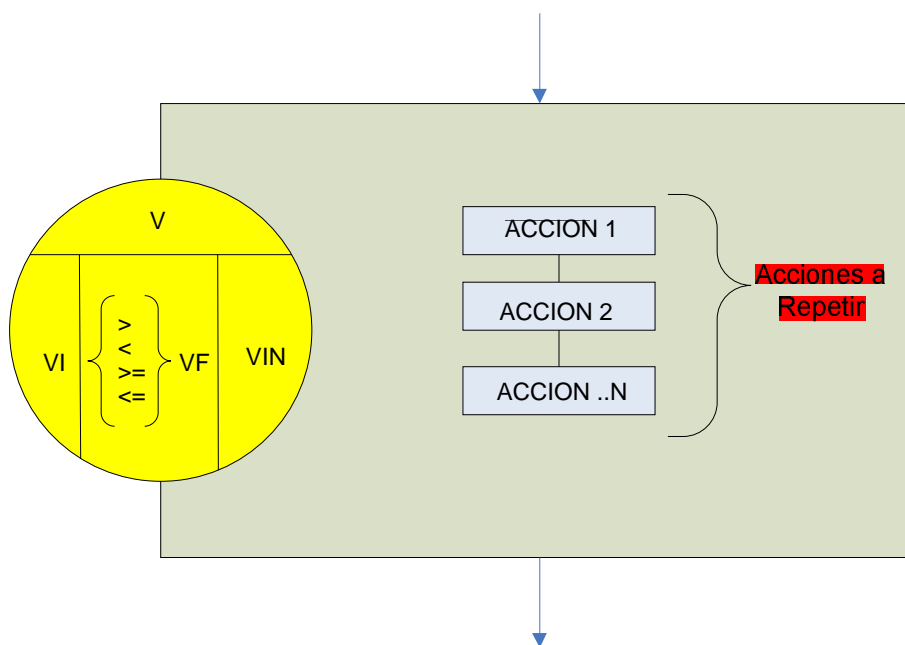 V
VI
>
<
>=
<=
VF
VIN
ACCION 1
ACCION 2
ACCION ..N
Acciones a
Repetir